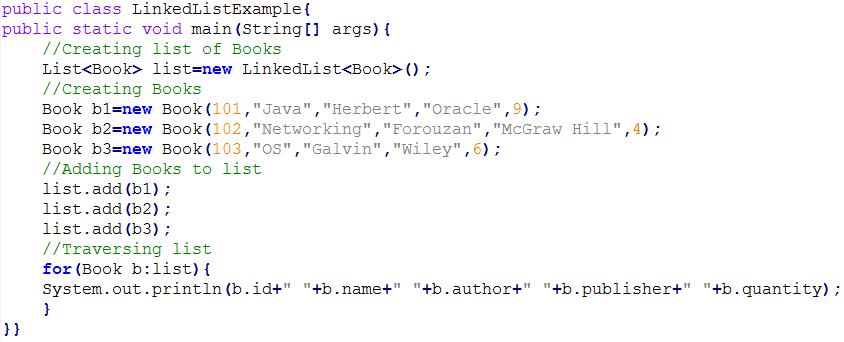 public class LinkedListExample{
public static void main(String[] args){
    //Creating list of Books
    List<Book> list=new LinkedList<Book>();
    //Creating Books
    Book b1=new Book(101,"Java","Herbert","Oracle",9);
    Book b2=new Book(102,"Networking","Forouzan","McGraw Hill",4);
    Book b3=new Book(103,"OS","Galvin","Wiley",6);
    //Adding Books to list
    list.add(b1);
    list.add(b2);
    list.add(b3);
    //Traversing list
    for(Book b:list){
    System.out.println(b.id+" "+b.name+" "+b.author+" "+b.publisher+" "+b.quantity);
    }
}}